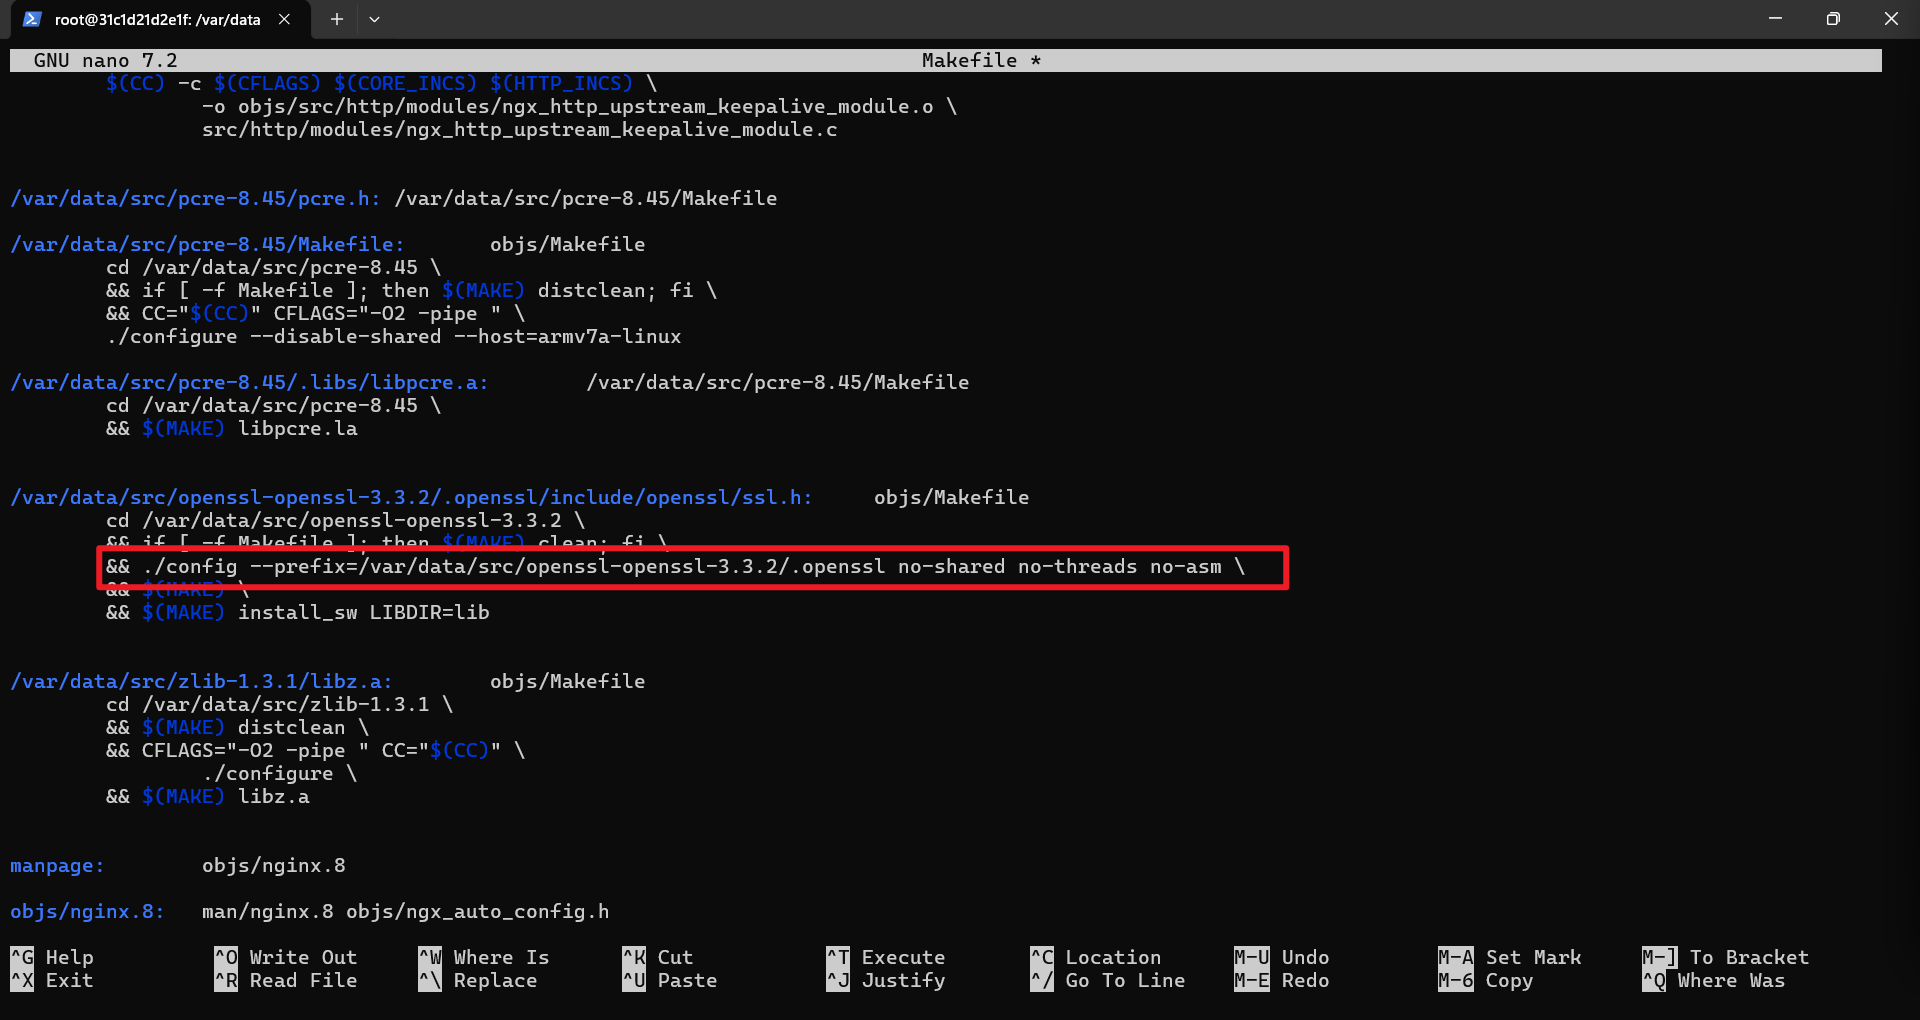 root@31c1d21d2e1f: /var/data
GNU nano 7.2 Makefile *
$(CC) -c $(CFLAGS) $(CORE_INCS) $(HTTP_INCS) \
-o objs/src/http/modules/ngx_http_upstream_keepalive_module.o \
src/http/modules/ngx_http_upstream_keepalive_module.c
/var/data/src/pcre-8.45/pcre.h: /var/data/src/pcre-8.45/Makefile
/var/data/src/pcre-8.45/Makefile: objs/Makefile
cd /var/data/src/pcre-8.45 \
&& if [ -f Makefile ]; then $(MAKE) distclean; fi \
&& CC="$(CC)" CFLAGS="-O2 -pipe " \
./configure --disable-shared --host=armv7a-linux
/var/data/src/pcre-8.45/.libs/libpcre.a: /var/data/src/pcre-8.45/Makefile
cd /var/data/src/pcre-8.45 \
&& $(MAKE) libpcre.la
/var/data/src/openssl-openssl-3.3.2/.openssl/include/openssl/ssl.h: objs/Makefile
cd /var/data/src/openssl-openssl-3.3.2 \
&& if [ -f Makefile ]; then $(MAKE) clean; fi \
&& ./config --prefix=/var/data/src/openssl-openssl-3.3.2/.openssl no-shared no-threads no-asm \
&& $(MAKE) \
&& $(MAKE) install_sw LIBDIR=lib
/var/data/src/zlib-1.3.1/libz.a: objs/Makefile
cd /var/data/src/zlib-1.3.1 \
&& $(MAKE) distclean \
&& CFLAGS="-O2 -pipe " CC="$(CC)" \
./configure \
&& $(MAKE) libz.a
manpage: objs/nginx.8
objs/nginx.8: man/nginx.8 objs/ngx_auto_config.h
^G Help ^O Write Out ^W Where Is ^K Cut ^T Execute ^C Location M-U Undo M-A Set Mark M-] To Bracket
^X Exit ^R Read File ^\ Replace ^U Paste ^J Justify ^/ Go To Line M-E Redo M-6 Copy ^Q Where Was